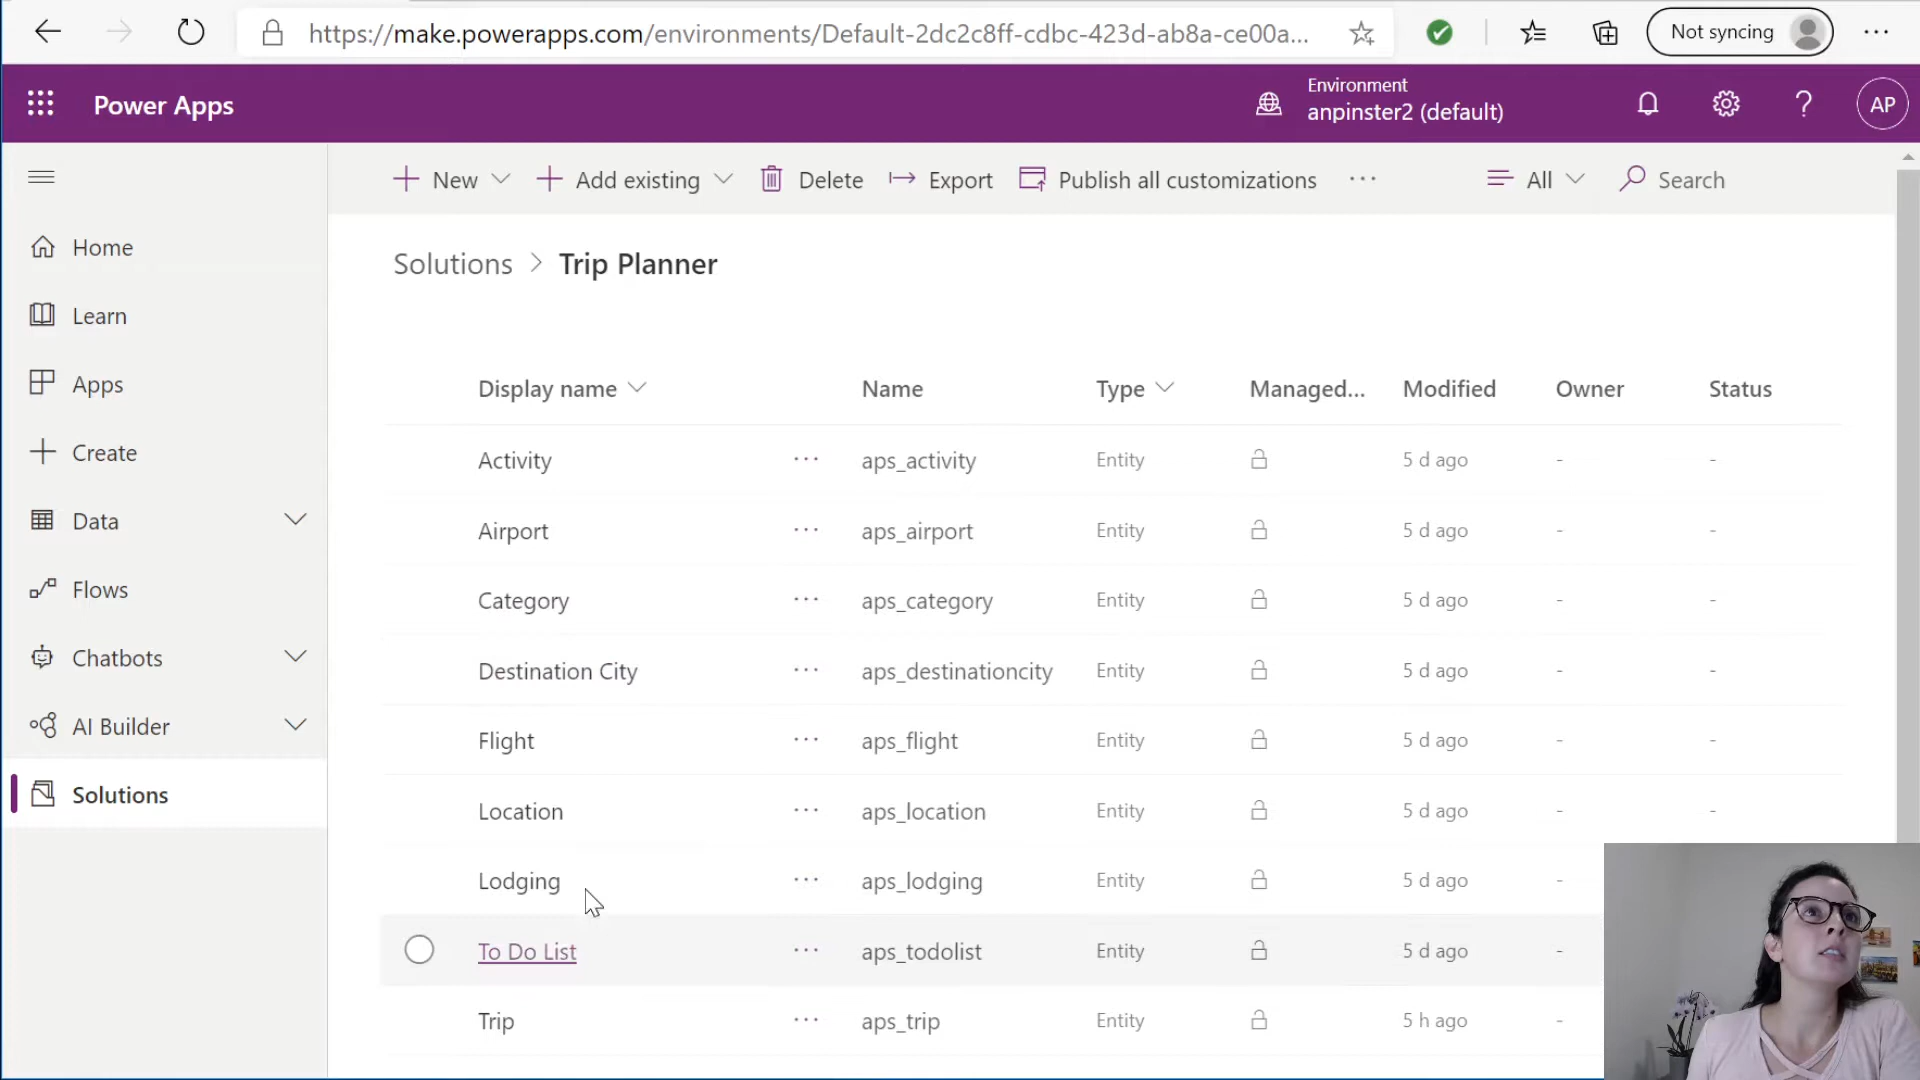 https://make.powerapps.com/environments/Default-2dc2c8ff-cdbc-423d-ab8a-ce00a...
Not syncing
Power Apps
Environment
anpinster2 (default)
?
AP
New
Add existing
Delete
Export
Publish all customizations
All
Search
Home
Learn
Apps
Create
Data
Flows
Chatbots
AI Builder
Solutions
Solutions > Trip Planner
Display name Name Type Managed... Modified Owner Status
Activity ... aps_activity Entity 5 d ago - -
Airport ... aps_airport Entity 5 d ago - -
Category ... aps_category Entity 5 d ago - -
Destination City ... aps_destinationcity Entity 5 d ago - -
Flight ... aps_flight Entity 5 d ago - -
Location ... aps_location Entity 5 d ago - -
Lodging ... aps_lodging Entity 5 d ago -
To Do List ... aps_todolist Entity 5 d ago -
Trip ... aps_trip Entity 5 h ago -